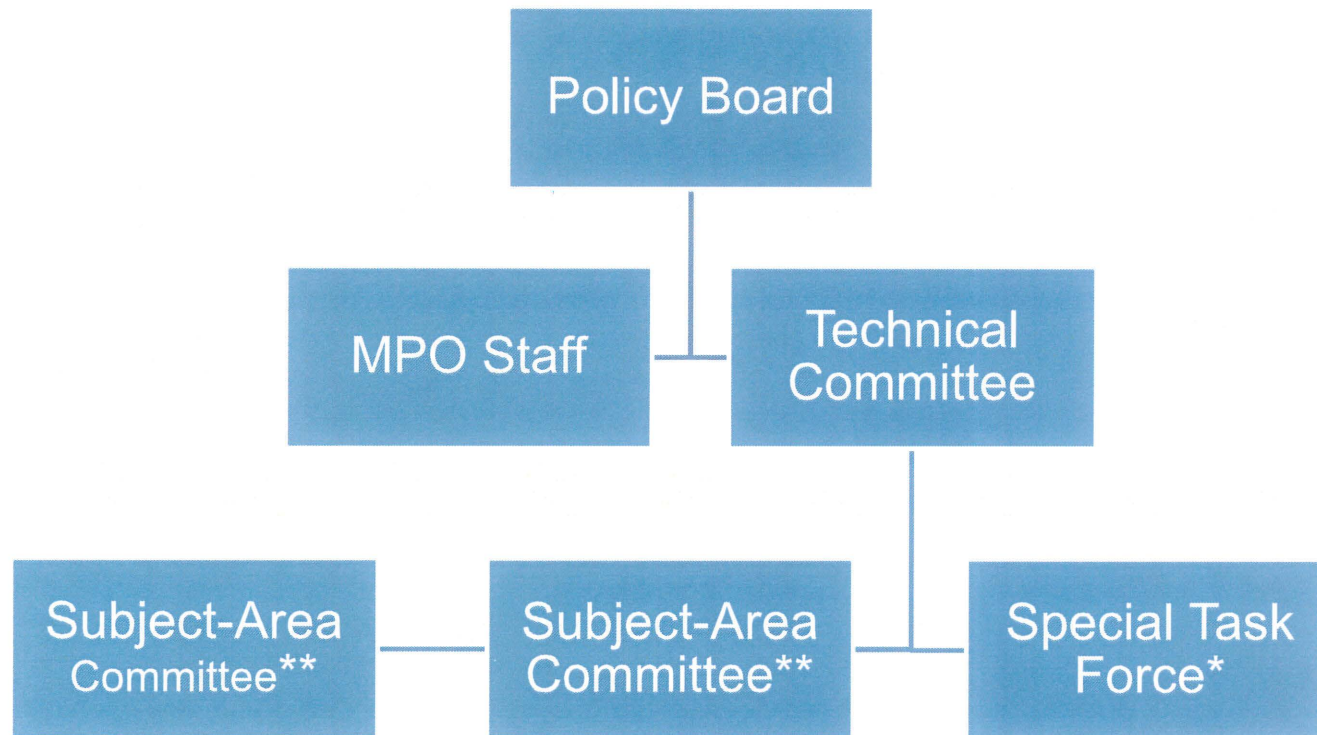 Policy Board
MPO Staff
Technical
Committee
Subject-Area
Committee**
Subject-Area
Committee**
Special Task
Force*